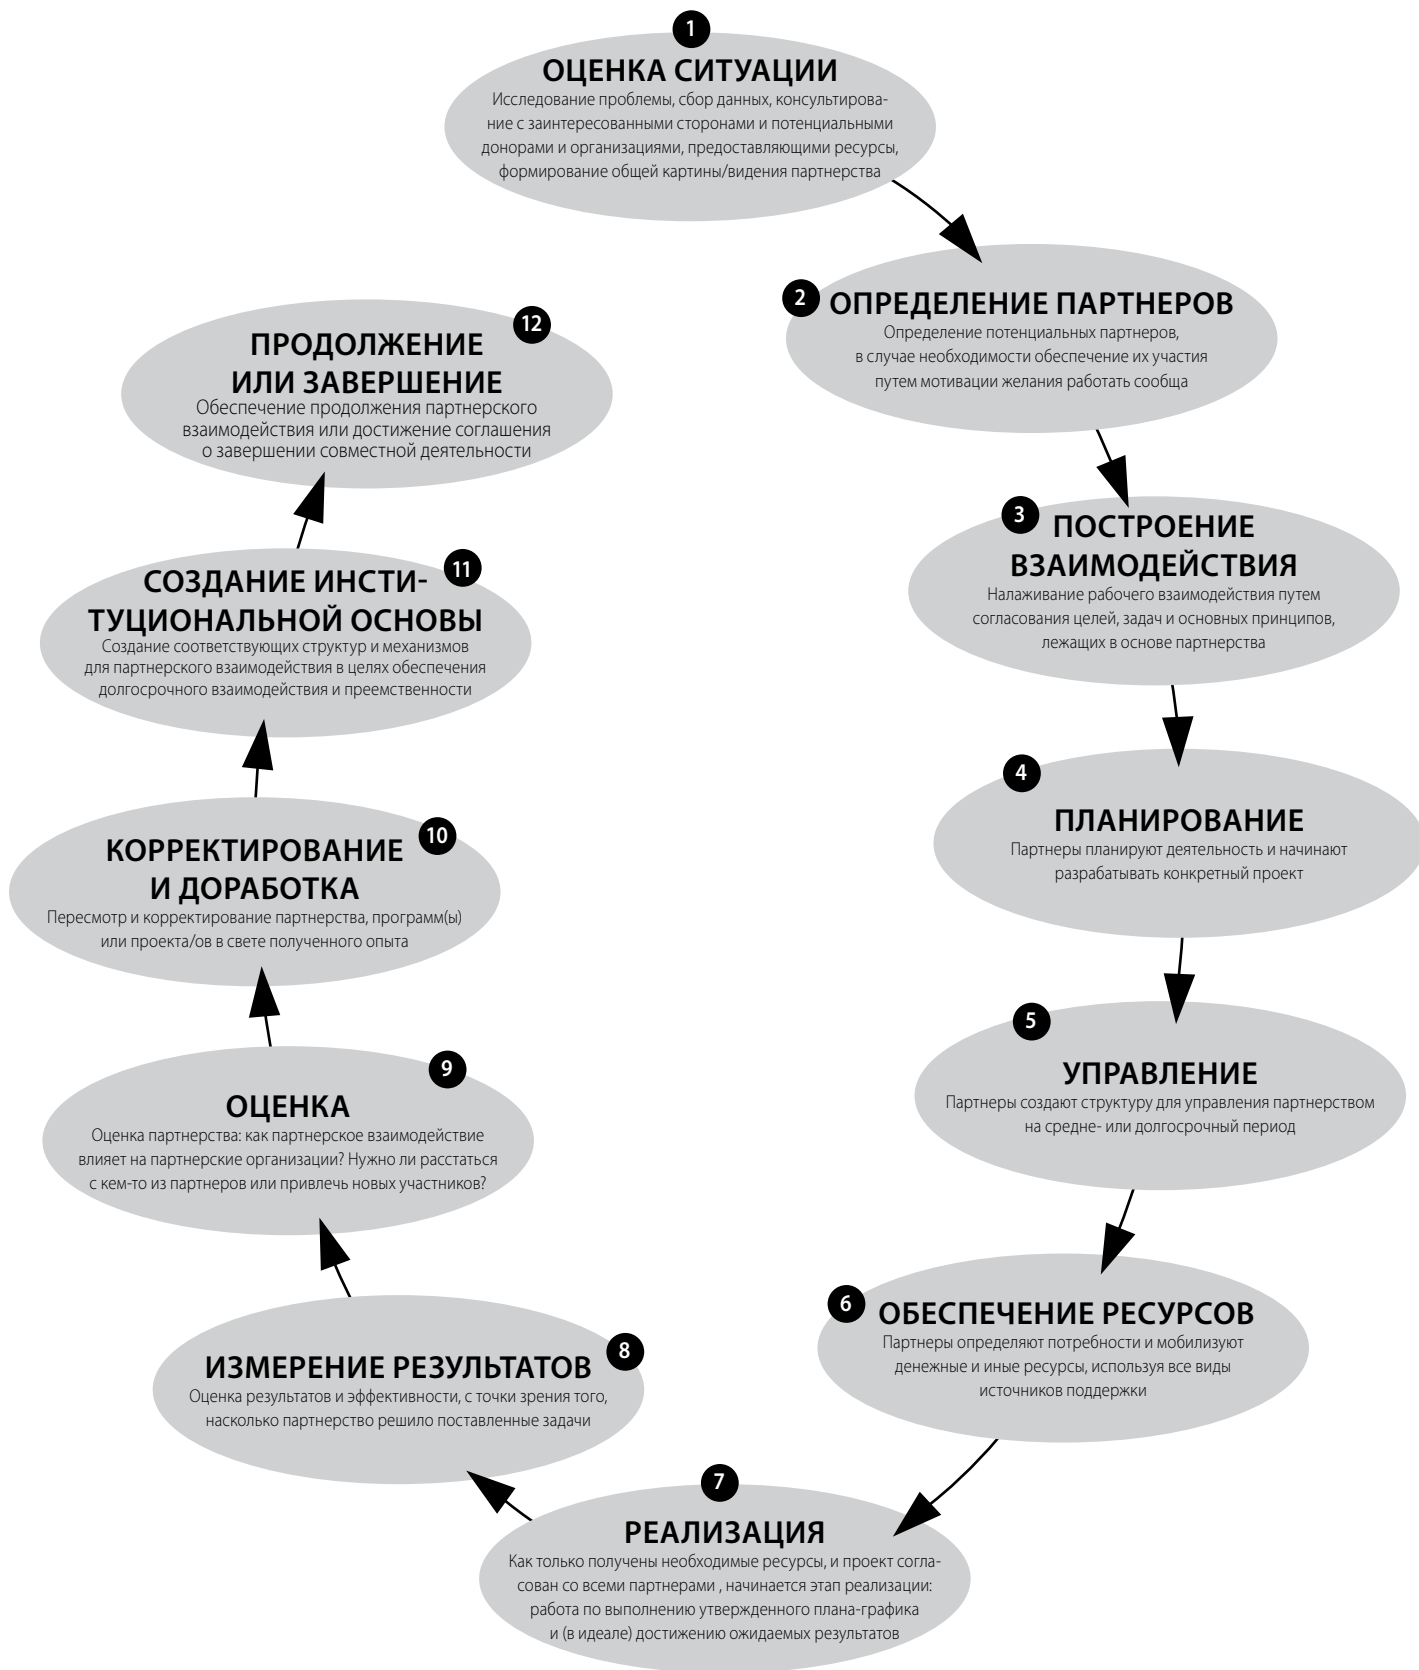 1
ОЦЕНКА СИТУАЦИИ
Исследование проблемы, сбор данных, консультирова-
ние с заинтересованными сторонами и потенциальными
донорами и организациями, предоставляющими ресурсы,
формирование общей картины/видения партнерства
2
ОПРЕДЕЛЕНИЕ ПАРТНЕРОВ
Определение потенциальных партнеров,
в случае необходимости обеспечение их участия
путем мотивации желания работать сообща
3
ПОСТРОЕНИЕ
ВЗАИМОДЕЙСТВИЯ
Налаживание рабочего взаимодействия путем
согласования целей, задач и основных принципов,
лежащих в основе партнерства
4
ПЛАНИРОВАНИЕ
Партнеры планируют деятельность и начинают
разрабатывать конкретный проект
5
УПРАВЛЕНИЕ
Партнеры создают структуру для управления партнерством
на средне- или долгосрочный период
6
ОБЕСПЕЧЕНИЕ РЕСУРСОВ
Партнеры определяют потребности и мобилизуют
денежные и иные ресурсы, используя все виды
источников поддержки
7
РЕАЛИЗАЦИЯ
Как только получены необходимые ресурсы, и проект согла-
сован со всеми партнерами , начинается этап реализации:
работа по выполнению утвержденного плана-графика
и (в идеале) достижению ожидаемых результатов
8
ИЗМЕРЕНИЕ РЕЗУЛЬТАТОВ
Оценка результатов и эффективности, с точки зрения того,
насколько партнерство решило поставленные задачи
9
ОЦЕНКА
Оценка партнерства: как партнерское взаимодействие
влияет на партнерские организации? Нужно ли расстаться
с кем-то из партнеров или привлечь новых участников?
10
КОРРЕКТИРОВАНИЕ
И ДОРАБОТКА
Пересмотр и корректирование партнерства, программ(ы)
или проекта/ов в свете полученного опыта
11
СОЗДАНИЕ ИНСТИ-
ТУЦИОНАЛЬНОЙ ОСНОВЫ
Создание соответствующих структур и механизмов
для партнерского взаимодействия в целях обеспечения
долгосрочного взаимодействия и преемственности
12
ПРОДОЛЖЕНИЕ
ИЛИ ЗАВЕРШЕНИЕ
Обеспечение продолжения партнерского
взаимодействия или достижение соглашения
о завершении совместной деятельности